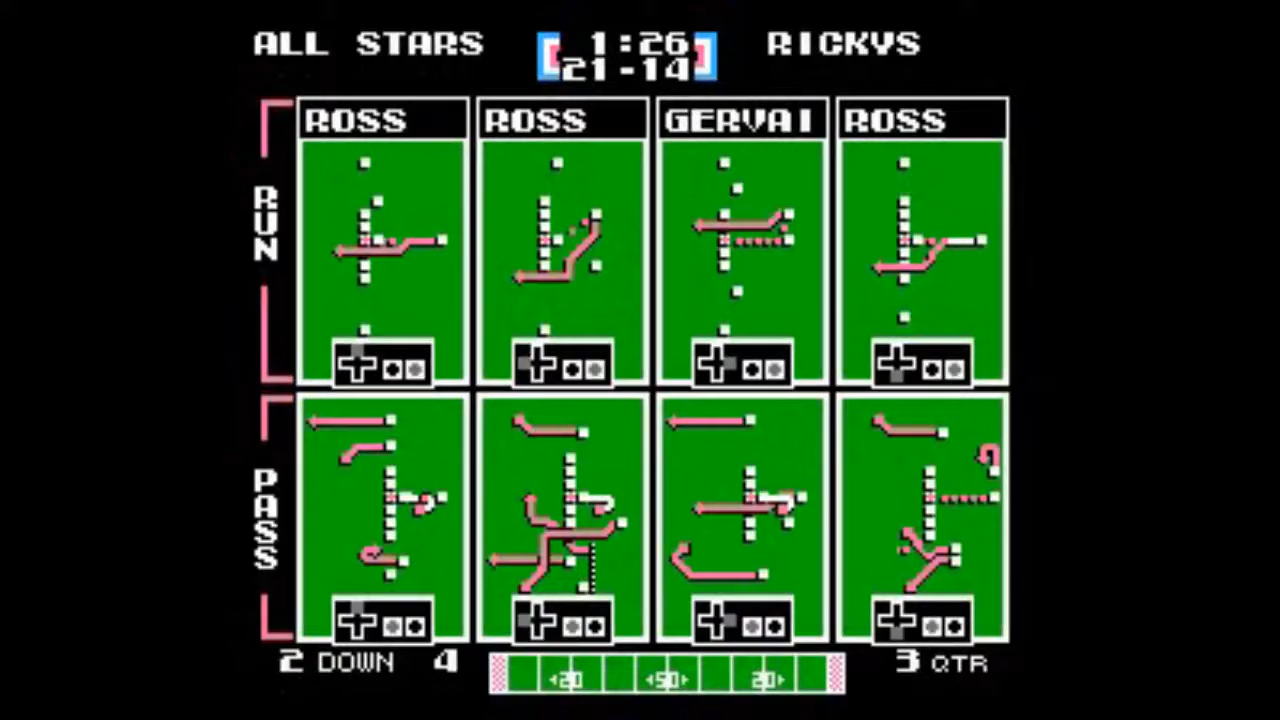 ALL STARS 1:26 RICKYS
21-14
ROSS ROSS GERVAI ROSS
RUN
PASS
2 DOWN 4 3 QTR
20 50 20